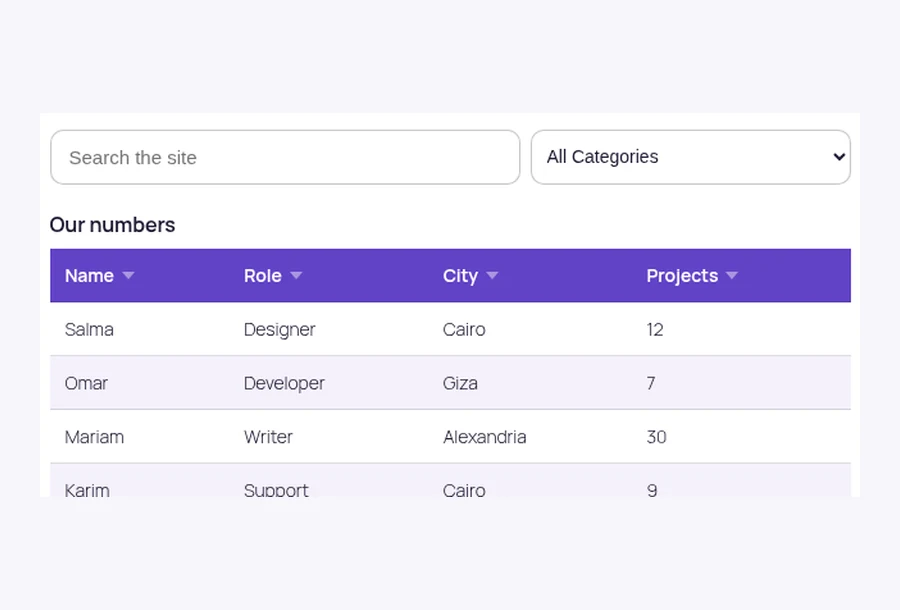 Search the site All Categories
Our numbers
Name Role City Projects
Salma Designer Cairo 12
Omar Developer Giza 7
Mariam Writer Alexandria 30
Karim Support Cairo 9